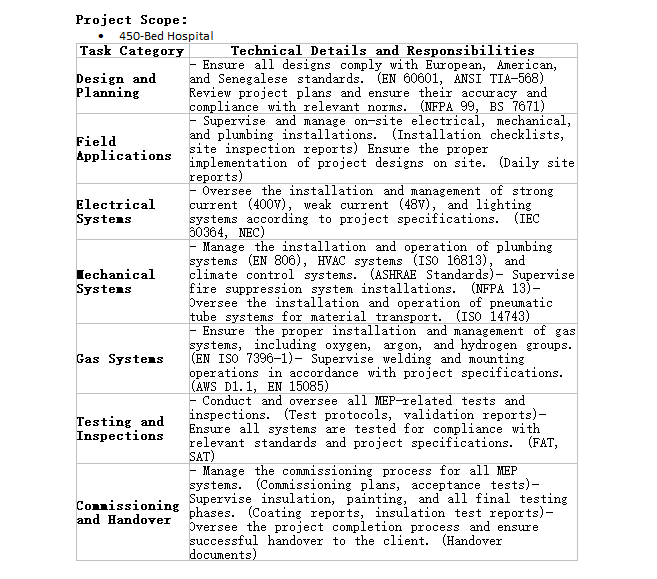 Project Scope:
• 450-Bed Hospital
Task Category Technical Details and Responsibilities
Design and Planning
- Ensure all designs comply with European, American,
and Senegalese standards. (EN 60601, ANSI TIA-568)
Review project plans and ensure their accuracy and
compliance with relevant norms. (NFPA 99, BS 7671)
Field Applications
- Supervise and manage on-site electrical, mechanical,
and plumbing installations. (Installation checklists,
site inspection reports) Ensure the proper
implementation of project designs on site. (Daily site
reports)
Electrical Systems
- Oversee the installation and management of strong
current (400V), weak current (48V), and lighting
systems according to project specifications. (IEC
60364, NEC)
Mechanical Systems
- Manage the installation and operation of plumbing
systems (EN 806), HVAC systems (ISO 16813), and
climate control systems. (ASHRAE Standards)- Supervise
fire suppression system installations. (NFPA 13)-
Oversee the installation and operation of pneumatic
tube systems for material transport. (ISO 14743)
Gas Systems
- Ensure the proper installation and management of gas
systems, including oxygen, argon, and hydrogen groups.
(EN ISO 7396-1)- Supervise welding and mounting
operations in accordance with project specifications.
(AWS D1.1, EN 15085)
Testing and Inspections
- Conduct and oversee all MEP-related tests and
inspections. (Test protocols, validation reports)-
Ensure all systems are tested for compliance with
relevant standards and project specifications. (FAT,
SAT)
Commissioning and Handover
- Manage the commissioning process for all MEP
systems. (Commissioning plans, acceptance tests)-
Supervise insulation, painting, and all final testing
phases. (Coating reports, insulation test reports)-
Oversee the project completion process and ensure
successful handover to the client. (Handover
documents)